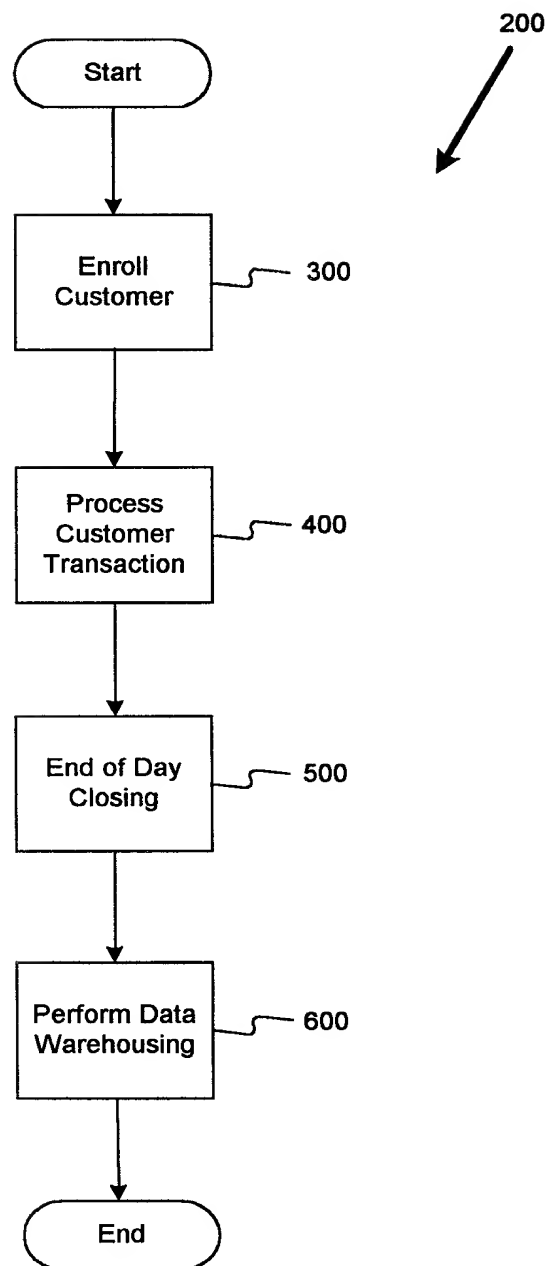 200
Start
Enroll
Customer
300
Process
Customer
Transaction
400
End of Day
Closing
500
Perform Data
Warehousing
600
End